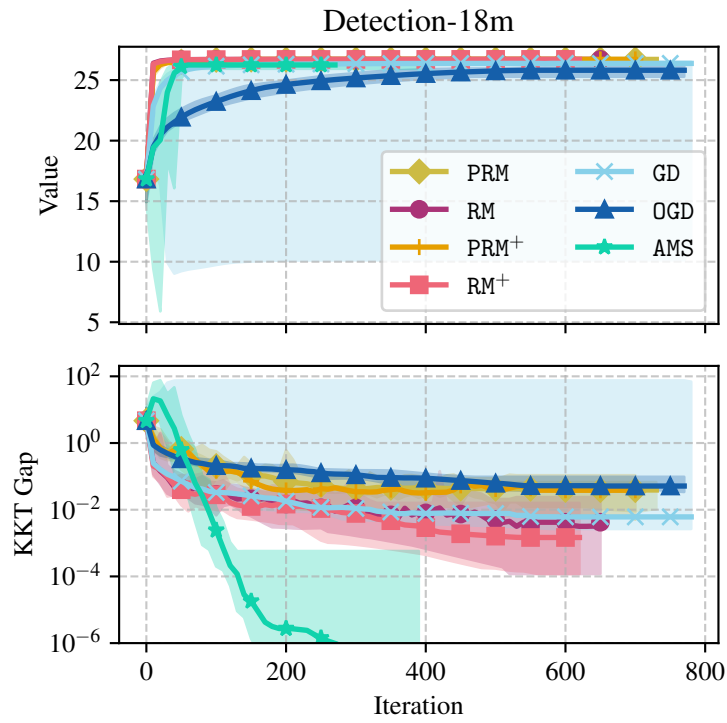 Detection-18m
25
20
15
10
5
Value
PRM
RM
PRM+
RM+
GD
OGD
AMS
10^2
10^0
10^−2
10^−4
10^−6
KKT Gap
0 200 400 600 800
Iteration